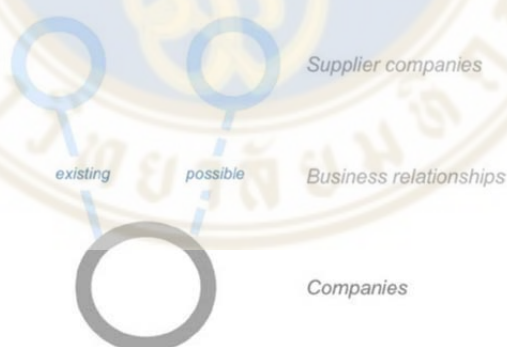 Supplier companies
existing possible Business relationships
Companies